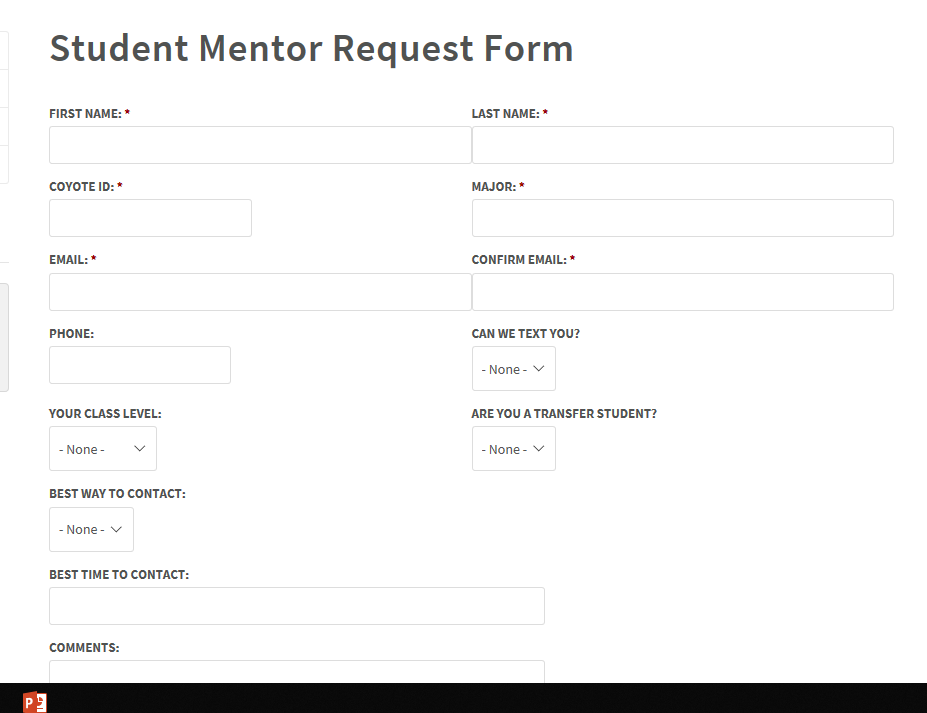 Student Mentor Request Form
FIRST NAME: * LAST NAME: *
COYOTE ID: * MAJOR: *
EMAIL: * CONFIRM EMAIL: *
PHONE: CAN WE TEXT YOU?
- None -
YOUR CLASS LEVEL: ARE YOU A TRANSFER STUDENT?
- None - - None -
BEST WAY TO CONTACT:
- None -
BEST TIME TO CONTACT:
COMMENTS:
P